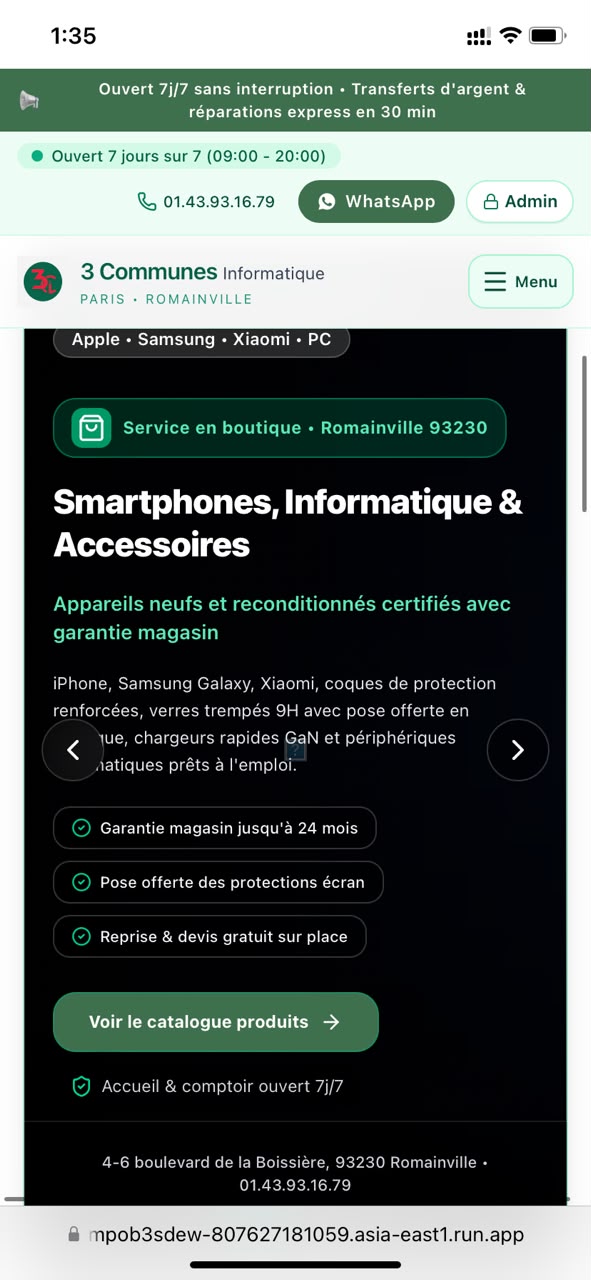 1:35
Ouvert 7j/7 sans interruption • Transferts d'argent &
réparations express en 30 min
Ouvert 7 jours sur 7 (09:00 - 20:00)
01.43.93.16.79
WhatsApp
Admin
3 Communes Informatique
PARIS • ROMAINVILLE
Menu
Apple • Samsung • Xiaomi • PC
Service en boutique • Romainville 93230
Smartphones, Informatique &
Accessoires
Appareils neufs et reconditionnés certifiés avec
garantie magasin
iPhone, Samsung Galaxy, Xiaomi, coques de protection
renforcées, verres trempés 9H avec pose offerte en
chargeurs rapides GaN et périphériques
prêts à l'emploi.
Garantie magasin jusqu'à 24 mois
Pose offerte des protections écran
Reprise & devis gratuit sur place
Voir le catalogue produits
Accueil & comptoir ouvert 7j/7
4-6 boulevard de la Boissière, 93230 Romainville •
01.43.93.16.79
mpob3sdew-807627181059.asia-east1.run.app